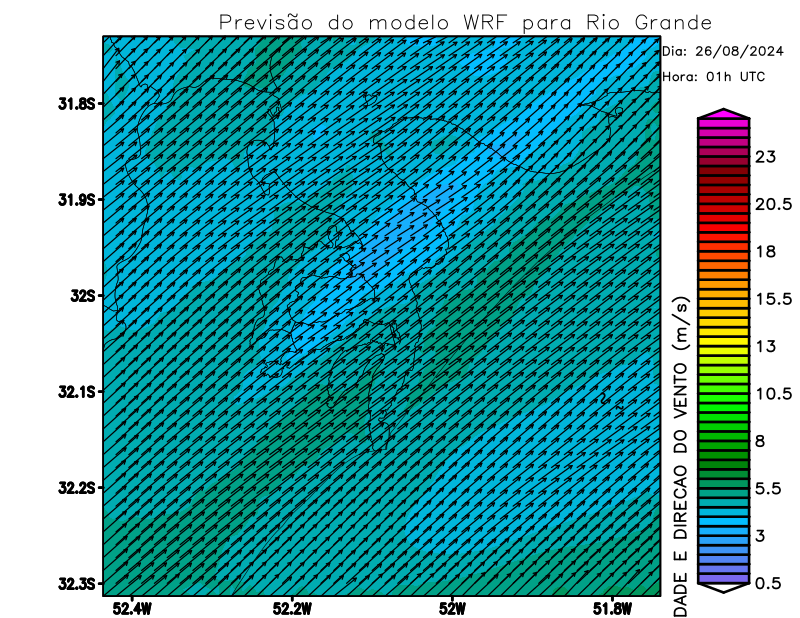 Previsão do modelo WRF para Rio Grande
Dia: 26/08/2024
Hora: 01h UTC
31.8S
31.9S
32S
32.1S
32.2S
32.3S
52.4W
52.2W
52W
51.8W
23
20.5
18
15.5
13
10.5
8
5.5
3
0.5
DADE E DIRECAO DO VENTO (m/s)